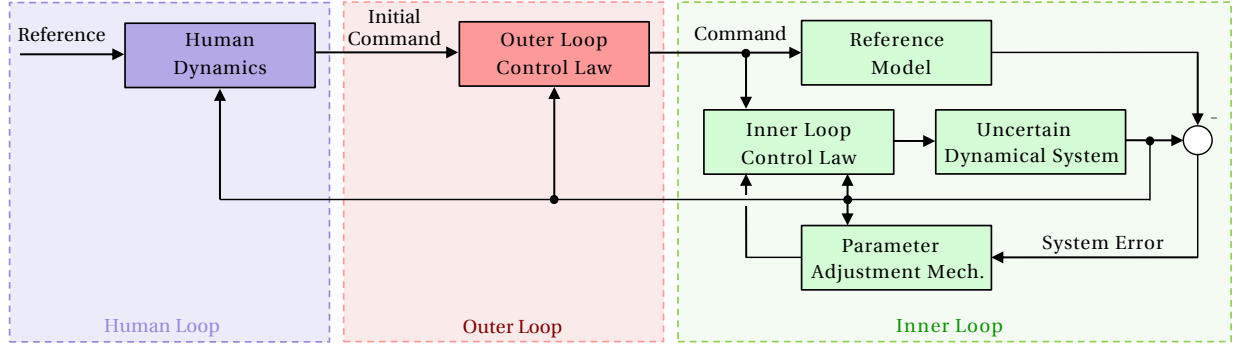 Reference
Human
Dynamics
Initial
Command
Outer Loop
Control Law
Command
Reference
Model
–
Inner Loop
Control Law
Uncertain
Dynamical System
Parameter
Adjustment Mech.
System Error
Human Loop
Outer Loop
Inner Loop